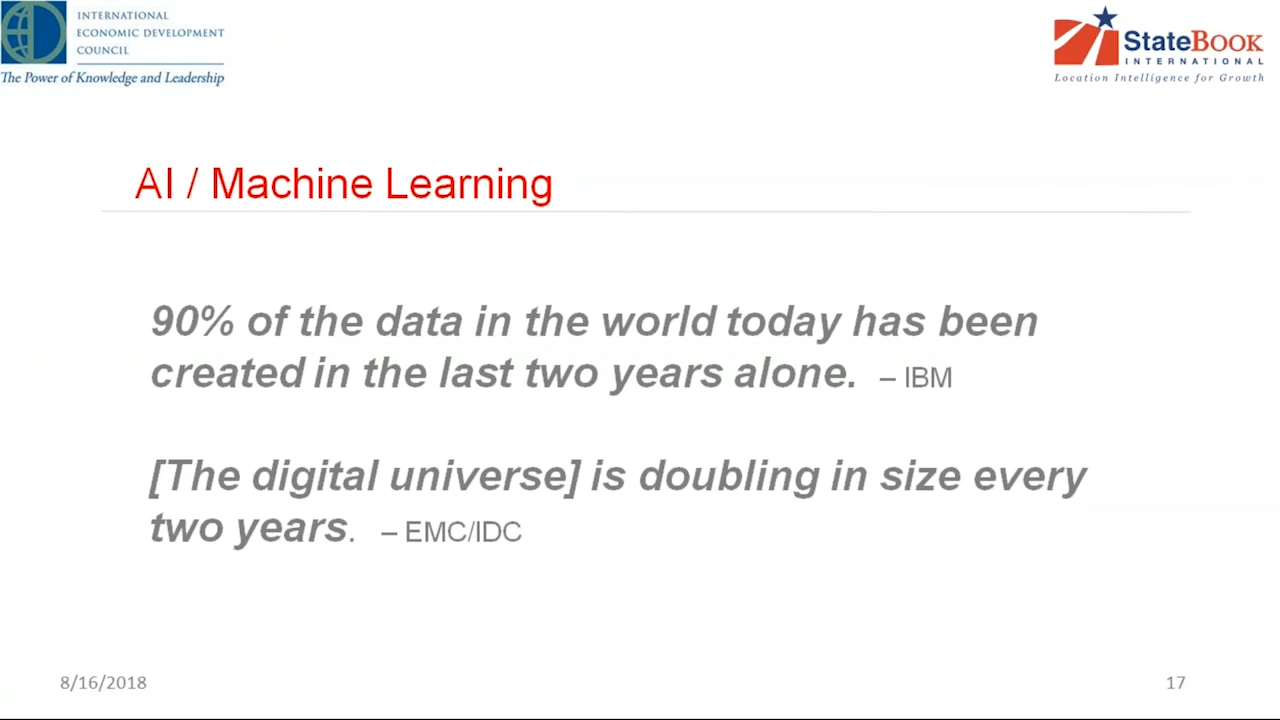 INTERNATIONAL
ECONOMIC DEVELOPMENT
COUNCIL
The Power of Knowledge and Leadership
StateBook
INTERNATIONAL
Location Intelligence for Growth
AI / Machine Learning
90% of the data in the world today has been
created in the last two years alone. – IBM
[The digital universe] is doubling in size every
two years. – EMC/IDC
8/16/2018
17